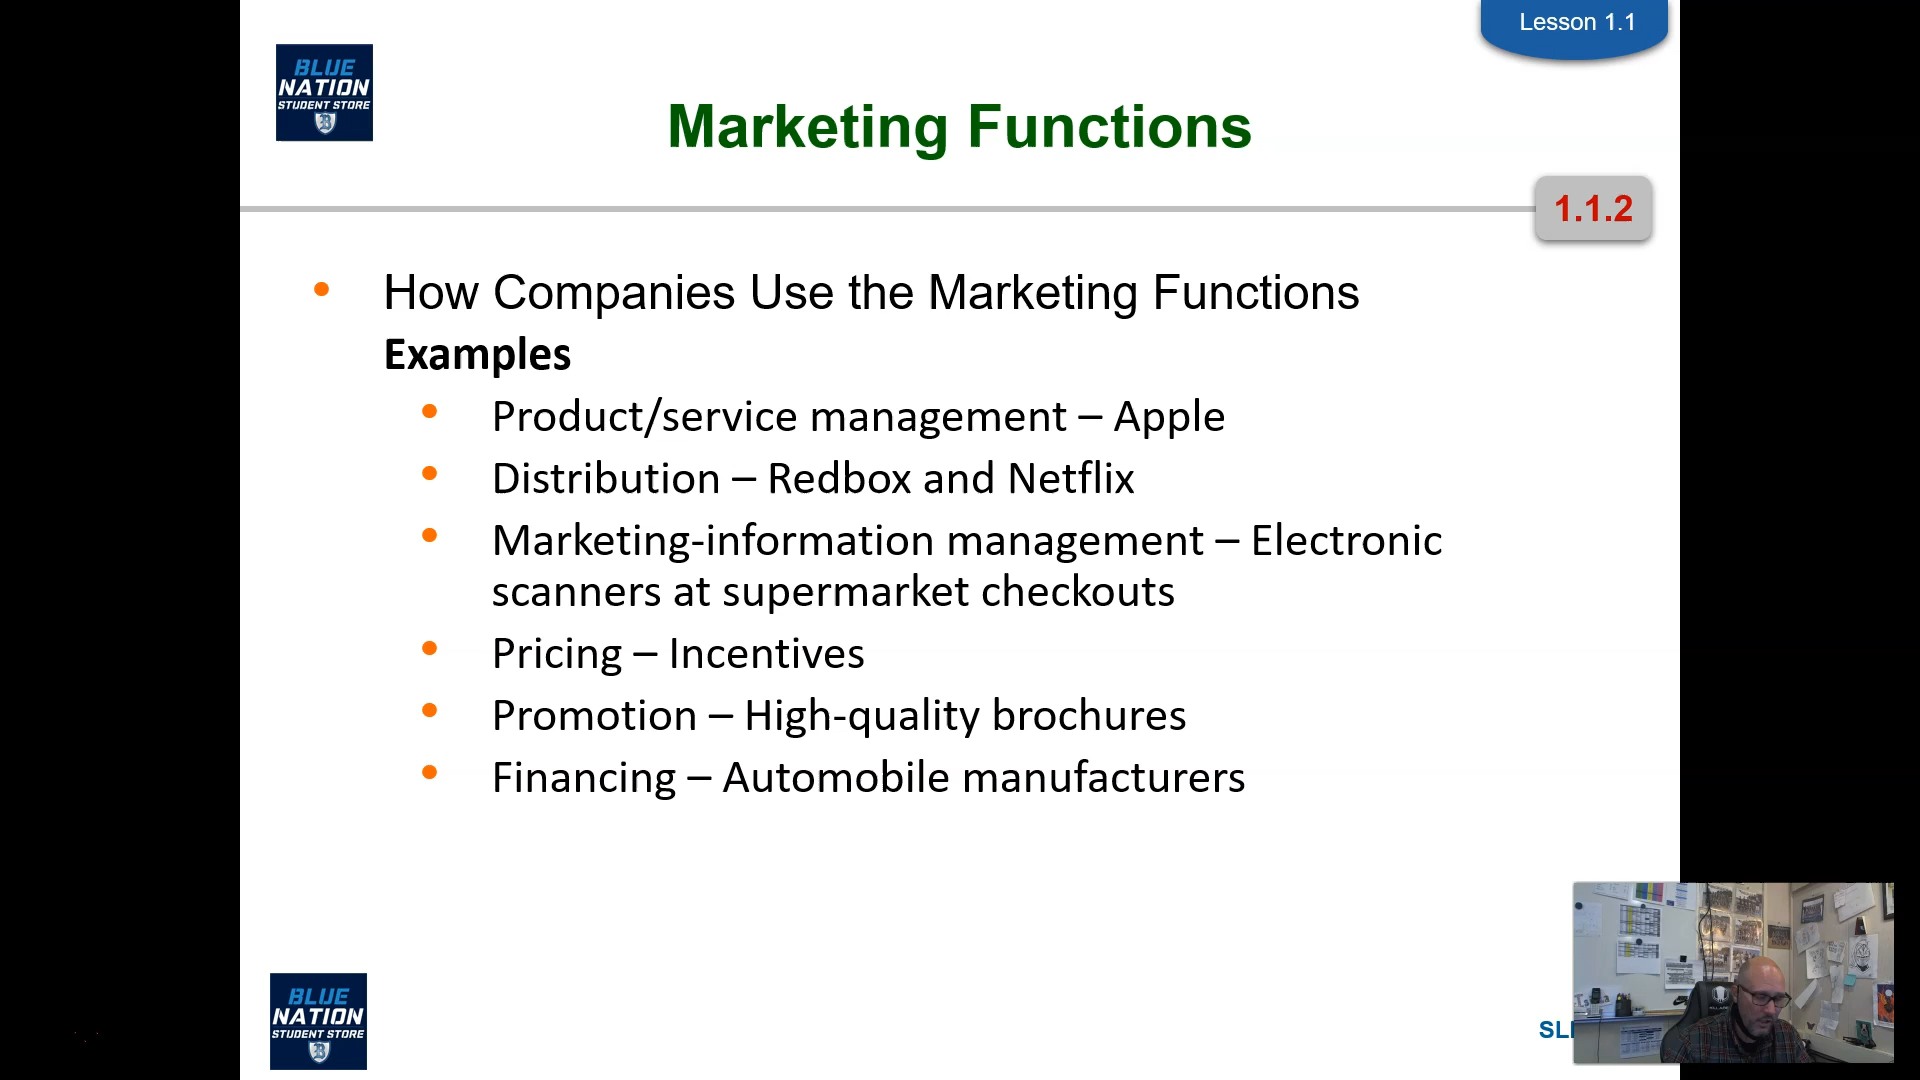 Lesson 1.1
BLUE
NATION
STUDENT STORE
B
Marketing Functions
1.1.2
• How Companies Use the Marketing Functions
Examples
• Product/service management – Apple
• Distribution – Redbox and Netflix
• Marketing-information management – Electronic
scanners at supermarket checkouts
• Pricing – Incentives
• Promotion – High-quality brochures
• Financing – Automobile manufacturers
BLUE
NATION
STUDENT STORE
B